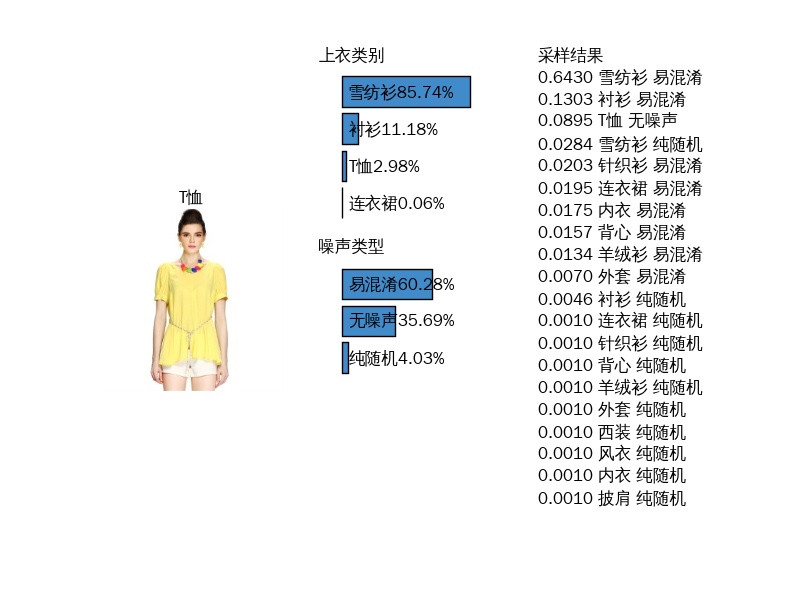 T恤
上衣类别
雪纺衫85.74%
衬衫11.18%
T恤2.98%
连衣裙0.06%
噪声类型
易混淆60.28%
无噪声35.69%
纯随机4.03%
采样结果
0.6430 雪纺衫 易混淆
0.1303 衬衫 易混淆
0.0895 T恤 无噪声
0.0284 雪纺衫 纯随机
0.0203 针织衫 易混淆
0.0195 连衣裙 易混淆
0.0175 内衣 易混淆
0.0157 背心 易混淆
0.0134 羊绒衫 易混淆
0.0070 外套 易混淆
0.0046 衬衫 纯随机
0.0010 连衣裙 纯随机
0.0010 针织衫 纯随机
0.0010 背心 纯随机
0.0010 羊绒衫 纯随机
0.0010 外套 纯随机
0.0010 西装 纯随机
0.0010 风衣 纯随机
0.0010 内衣 纯随机
0.0010 披肩 纯随机